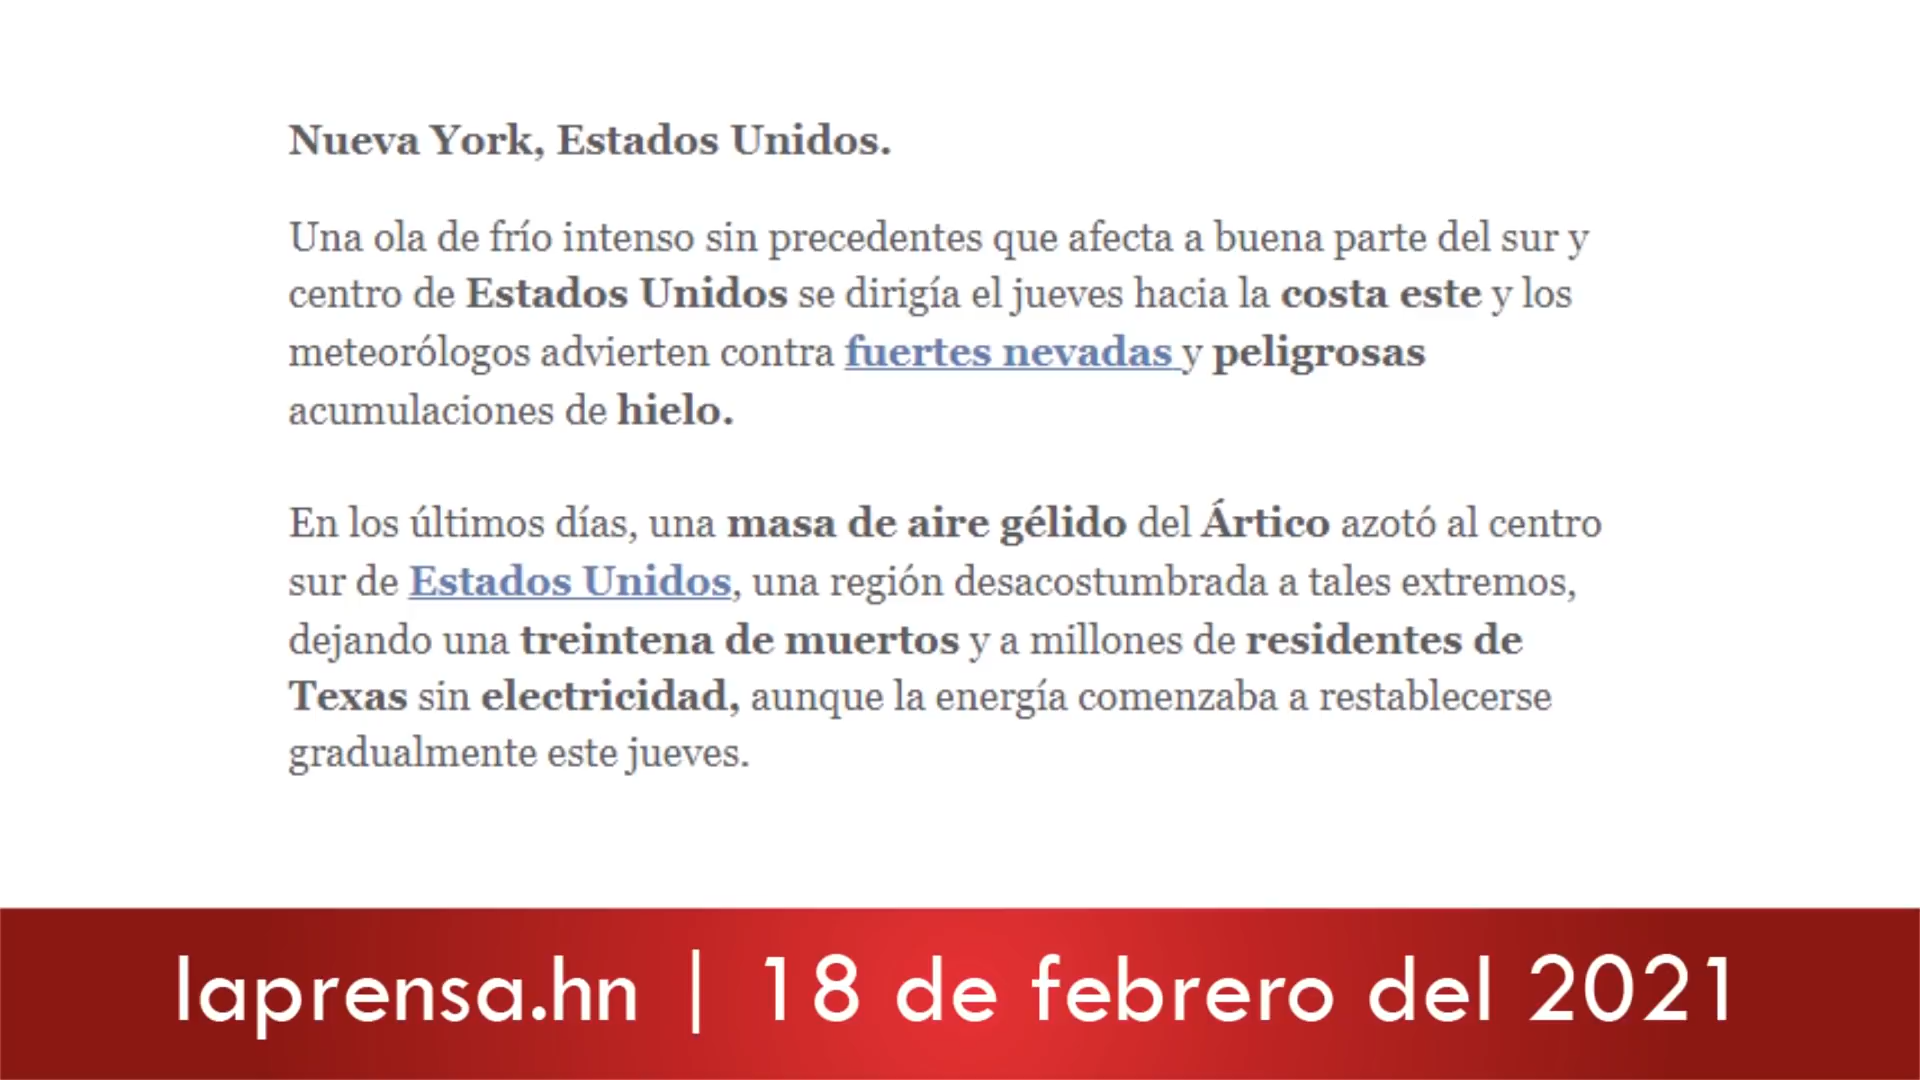 Nueva York, Estados Unidos.
Una ola de frío intenso sin precedentes que afecta a buena parte del sur y
centro de Estados Unidos se dirigía el jueves hacia la costa este y los
meteorólogos advierten contra fuertes nevadas y peligrosas
acumulaciones de hielo.
En los últimos días, una masa de aire gélido del Ártico azotó al centro
sur de Estados Unidos, una región desacostumbrada a tales extremos,
dejando una treintena de muertos y a millones de residentes de
Texas sin electricidad, aunque la energía comenzaba a restablecerse
gradualmente este jueves.
laprensa.hn | 18 de febrero del 2021